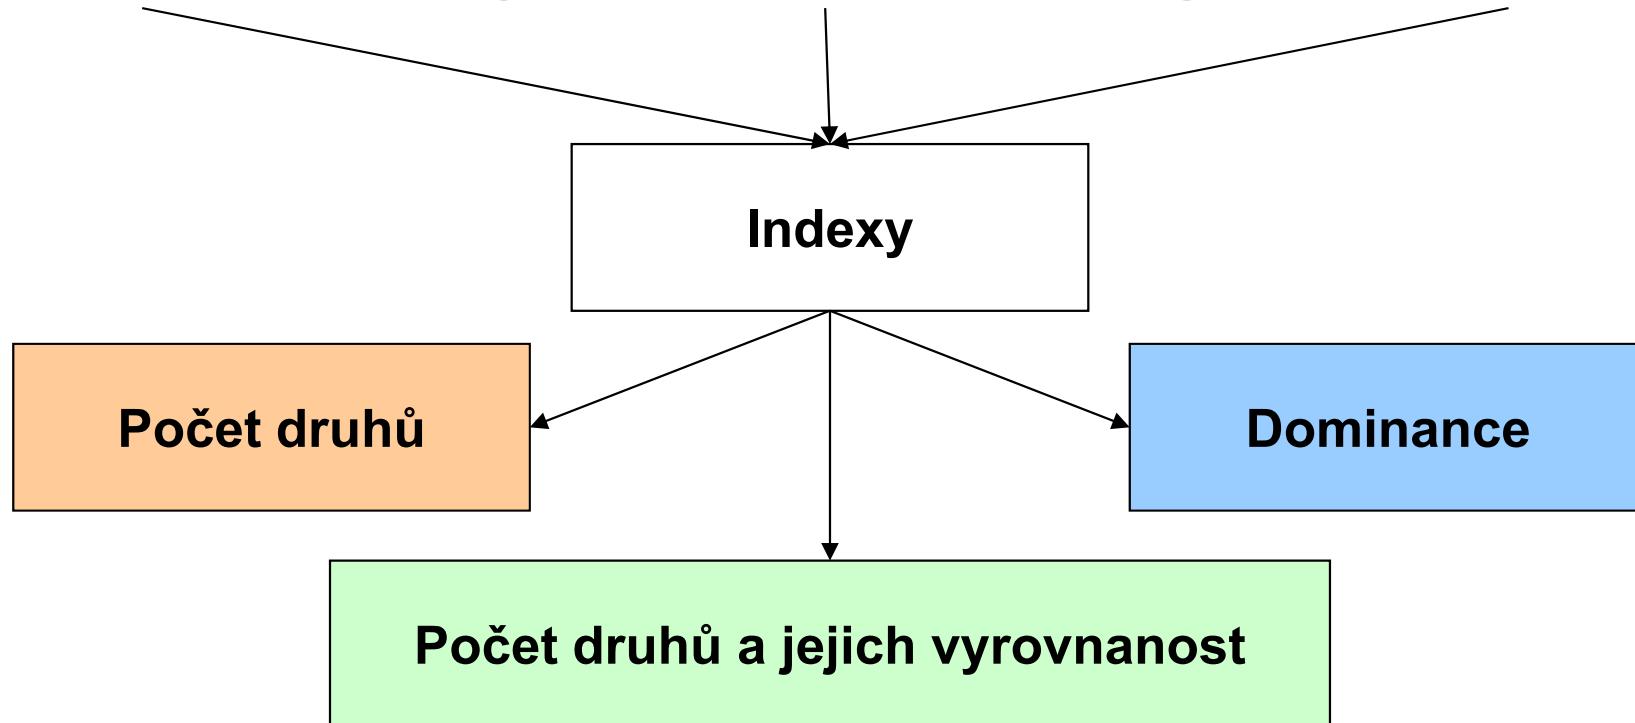 Indexy
Počet druhů
Dominance
Počet druhů a jejich vyrovnanost